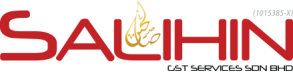 (1015385-X)
SALIHIN
GST SERVICES SDN BHD